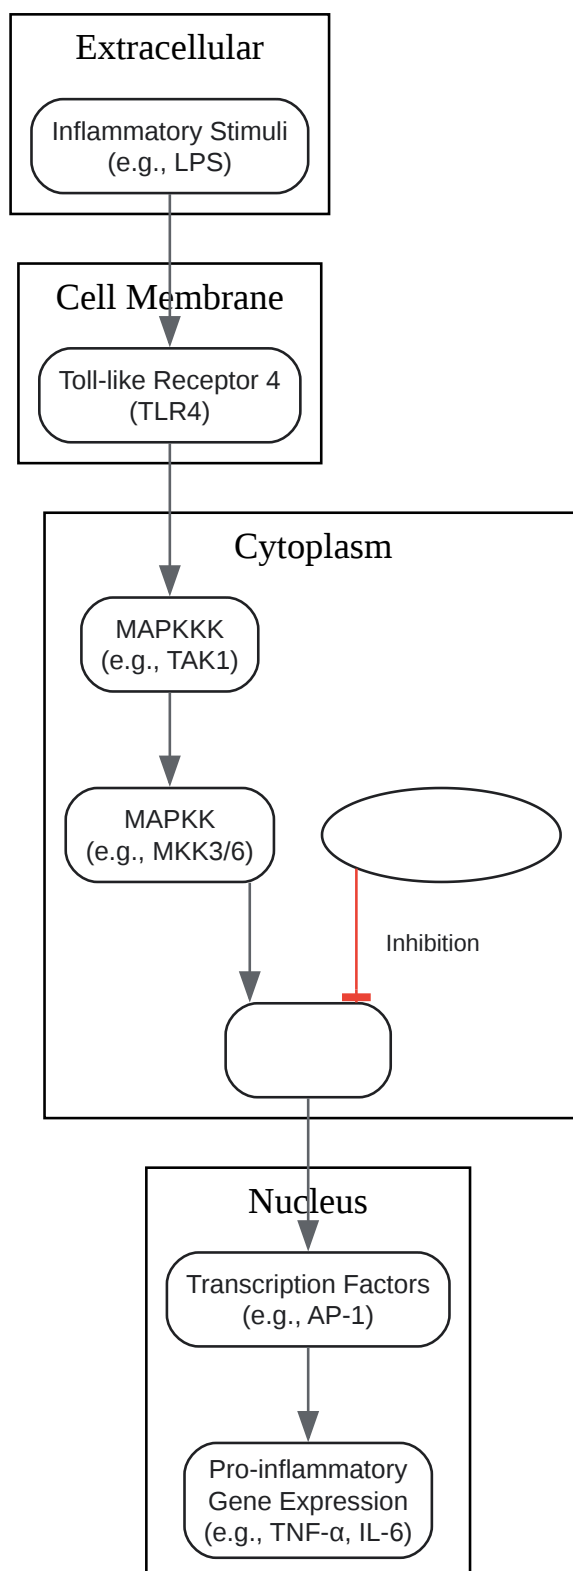 Extracellular
Inflammatory Stimuli
(e.g., LPS)
Cell Membrane
Toll-like Receptor 4
(TLR4)
Cytoplasm
MAPKKK
(e.g., TAK1)
MAPKK
(e.g., MKK3/6)
Inhibition
Nucleus
Transcription Factors
(e.g., AP-1)
Pro-inflammatory
Gene Expression
(e.g., TNF-α, IL-6)